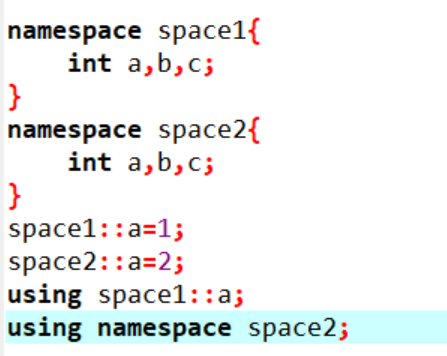 namespace space1{
    int a,b,c;
}
namespace space2{
    int a,b,c;
}
space1::a=1;
space2::a=2;
using space1::a;
using namespace space2;